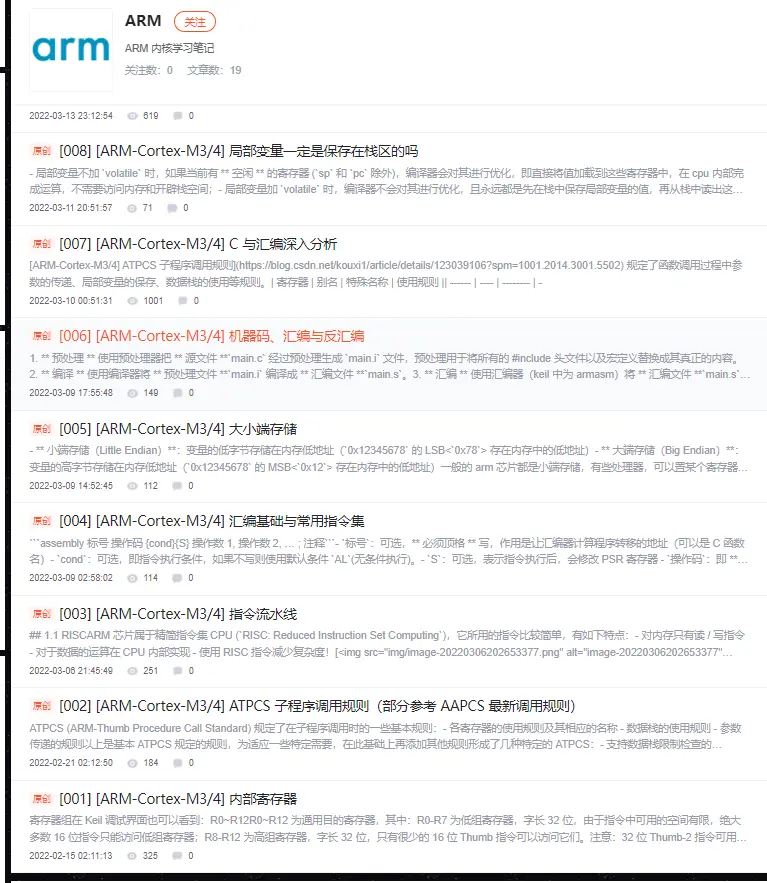 arm
ARM 关注
ARM 内核学习笔记
关注数：0 文章数：19
2022-03-13 23:12:54 619 0
原创 [008] [ARM-Cortex-M3/4] 局部变量一定是保存在栈区的吗
- 局部变量不加 `volatile` 时，如果当前有 ** 空闲 ** 的寄存器 (`sp` 和 `pc` 除外)，编译器会对其进行优化，即直接将值加载到这些寄存器中，在 cpu 内部完
成运算，不需要访问内存和开辟栈空间；- 局部变量加 `volatile` 时，编译器不会对其进行优化，且永远都是先在栈中保存局部变量的值，再从栈中读出这…
2022-03-11 20:51:57 71 0
原创 [007] [ARM-Cortex-M3/4] C 与汇编深入分析
[ARM-Cortex-M3/4] ATPCS 子程序调用规则](https://blog.csdn.net/kouxi1/article/details/123039106?spm=1001.2014.3001.5502) 规定了函数调用过程中参
数的传递、局部变量的保存、数据栈的使用等规则。| 寄存器 | 别名 | 特殊名称 | 使用规则 || ------- | ---- | -------- | -
2022-03-10 00:51:31 1001 0
原创 [006] [ARM-Cortex-M3/4] 机器码、汇编与反汇编
1. ** 预处理 ** 使用预处理器把 ** 源文件 **`main.c` 经过预处理生成 `main.i` 文件，预处理用于将所有的 #include 头文件以及宏定义替换成其真正的内容。
2. ** 编译 ** 使用编译器将 ** 预处理文件 **`main.i` 编译成 ** 汇编文件 **`main.s`。3. ** 汇编 ** 使用汇编器（keil 中为 armasm）将 ** 汇编文件 **`main.s`…
2022-03-09 17:55:48 149 0
原创 [005] [ARM-Cortex-M3/4] 大小端存储
- ** 小端存储（Little Endian）**：变量的低字节存储在内存低地址（`0x12345678` 的 LSB<`0x78`> 存在内存中的低地址）- ** 大端存储（Big Endian）**：
变量的高字节存储在内存低地址（`0x12345678` 的 MSB<`0x12`> 存在内存中的低地址）一般的 arm 芯片都是小端存储，有些处理器，可以置某个寄存器…
2022-03-09 14:52:45 112 0
原创 [004] [ARM-Cortex-M3/4] 汇编基础与常用指令集
```assembly 标号 操作码 {cond}{S} 操作数 1, 操作数 2, … ; 注释```- `标号`：可选，** 必须顶格 ** 写，作用是让汇编器计算程序转移的地址（可以是 C 函数
名）- `cond`：可选，即指令执行条件，如果不写则使用默认条件 `AL`(无条件执行)。- `S`：可选，表示指令执行后，会修改 PSR 寄存器 - `操作码`：即 **…
2022-03-09 02:58:02 114 0
原创 [003] [ARM-Cortex-M3/4] 指令流水线
## 1.1 RISCARM 芯片属于精简指令集 CPU (`RISC: Reduced Instruction Set Computing`)，它所用的指令比较简单，有如下特点：- 对内存只有读 / 写指令
- 对于数据的运算在 CPU 内部实现 - 使用 RISC 指令减少复杂度！[<img src="img/image-20220306202653377.png" alt="image-20220306202653377"…
2022-03-06 21:45:49 251 0
原创 [002] [ARM-Cortex-M3/4] ATPCS 子程序调用规则（部分参考 AAPCS 最新调用规则）
ATPCS (ARM-Thumb Procedure Call Standard) 规定了在子程序调用时的一些基本规则：- 各寄存器的使用规则及其相应的名称 - 数据栈的使用规则 - 参数
传递的规则以上是基本 ATPCS 规定的规则，为适应一些特定需要，在此基础上再添加其他规则形成了几种特定的 ATPCS：- 支持数据栈限制检查的…
2022-02-21 02:12:50 184 0
原创 [001] [ARM-Cortex-M3/4] 内部寄存器
寄存器组在 Keil 调试界面也可以看到：R0~R12R0~R12 为通用目的寄存器，其中：R0-R7 为低组寄存器，字长 32 位，由于指令中可用的空间有限，绝大
多数 16 位指令只能访问低组寄存器；R8-R12 为高组寄存器，字长 32 位，只有很少的 16 位 Thumb 指令可以访问它们。注意：32 位 Thumb-2 指令可用…
2022-02-15 02:11:13 325 0